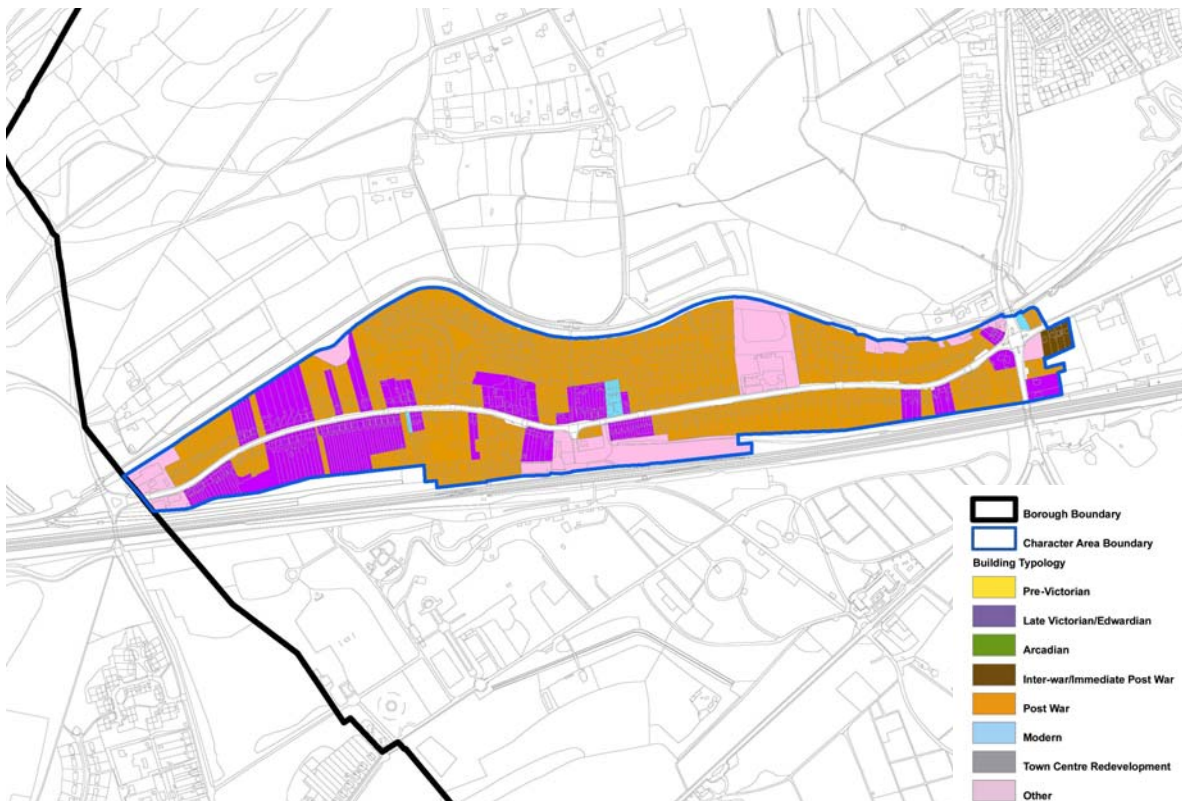 Borough Boundary
Character Area Boundary
Building Typology
Pre-Victorian
Late Victorian/Edwardian
Arcadian
Inter-war/Immediate Post War
Post War
Modern
Town Centre Redevelopment
Other